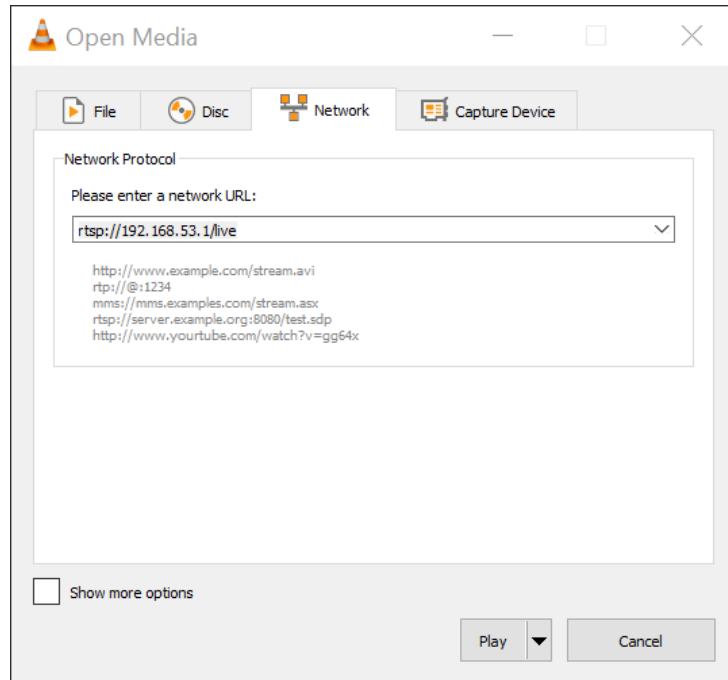 Open Media
File
Disc
Network
Capture Device
Network Protocol
Please enter a network URL:
rtsp://192.168.53.1/live
http://www.example.com/stream.avi
rtp://@:1234
mms://mms.examples.com/stream.asx
rtsp://server.example.org:8080/test.sdp
http://www.yourtube.com/watch?v=gg64x
Show more options
Play
Cancel